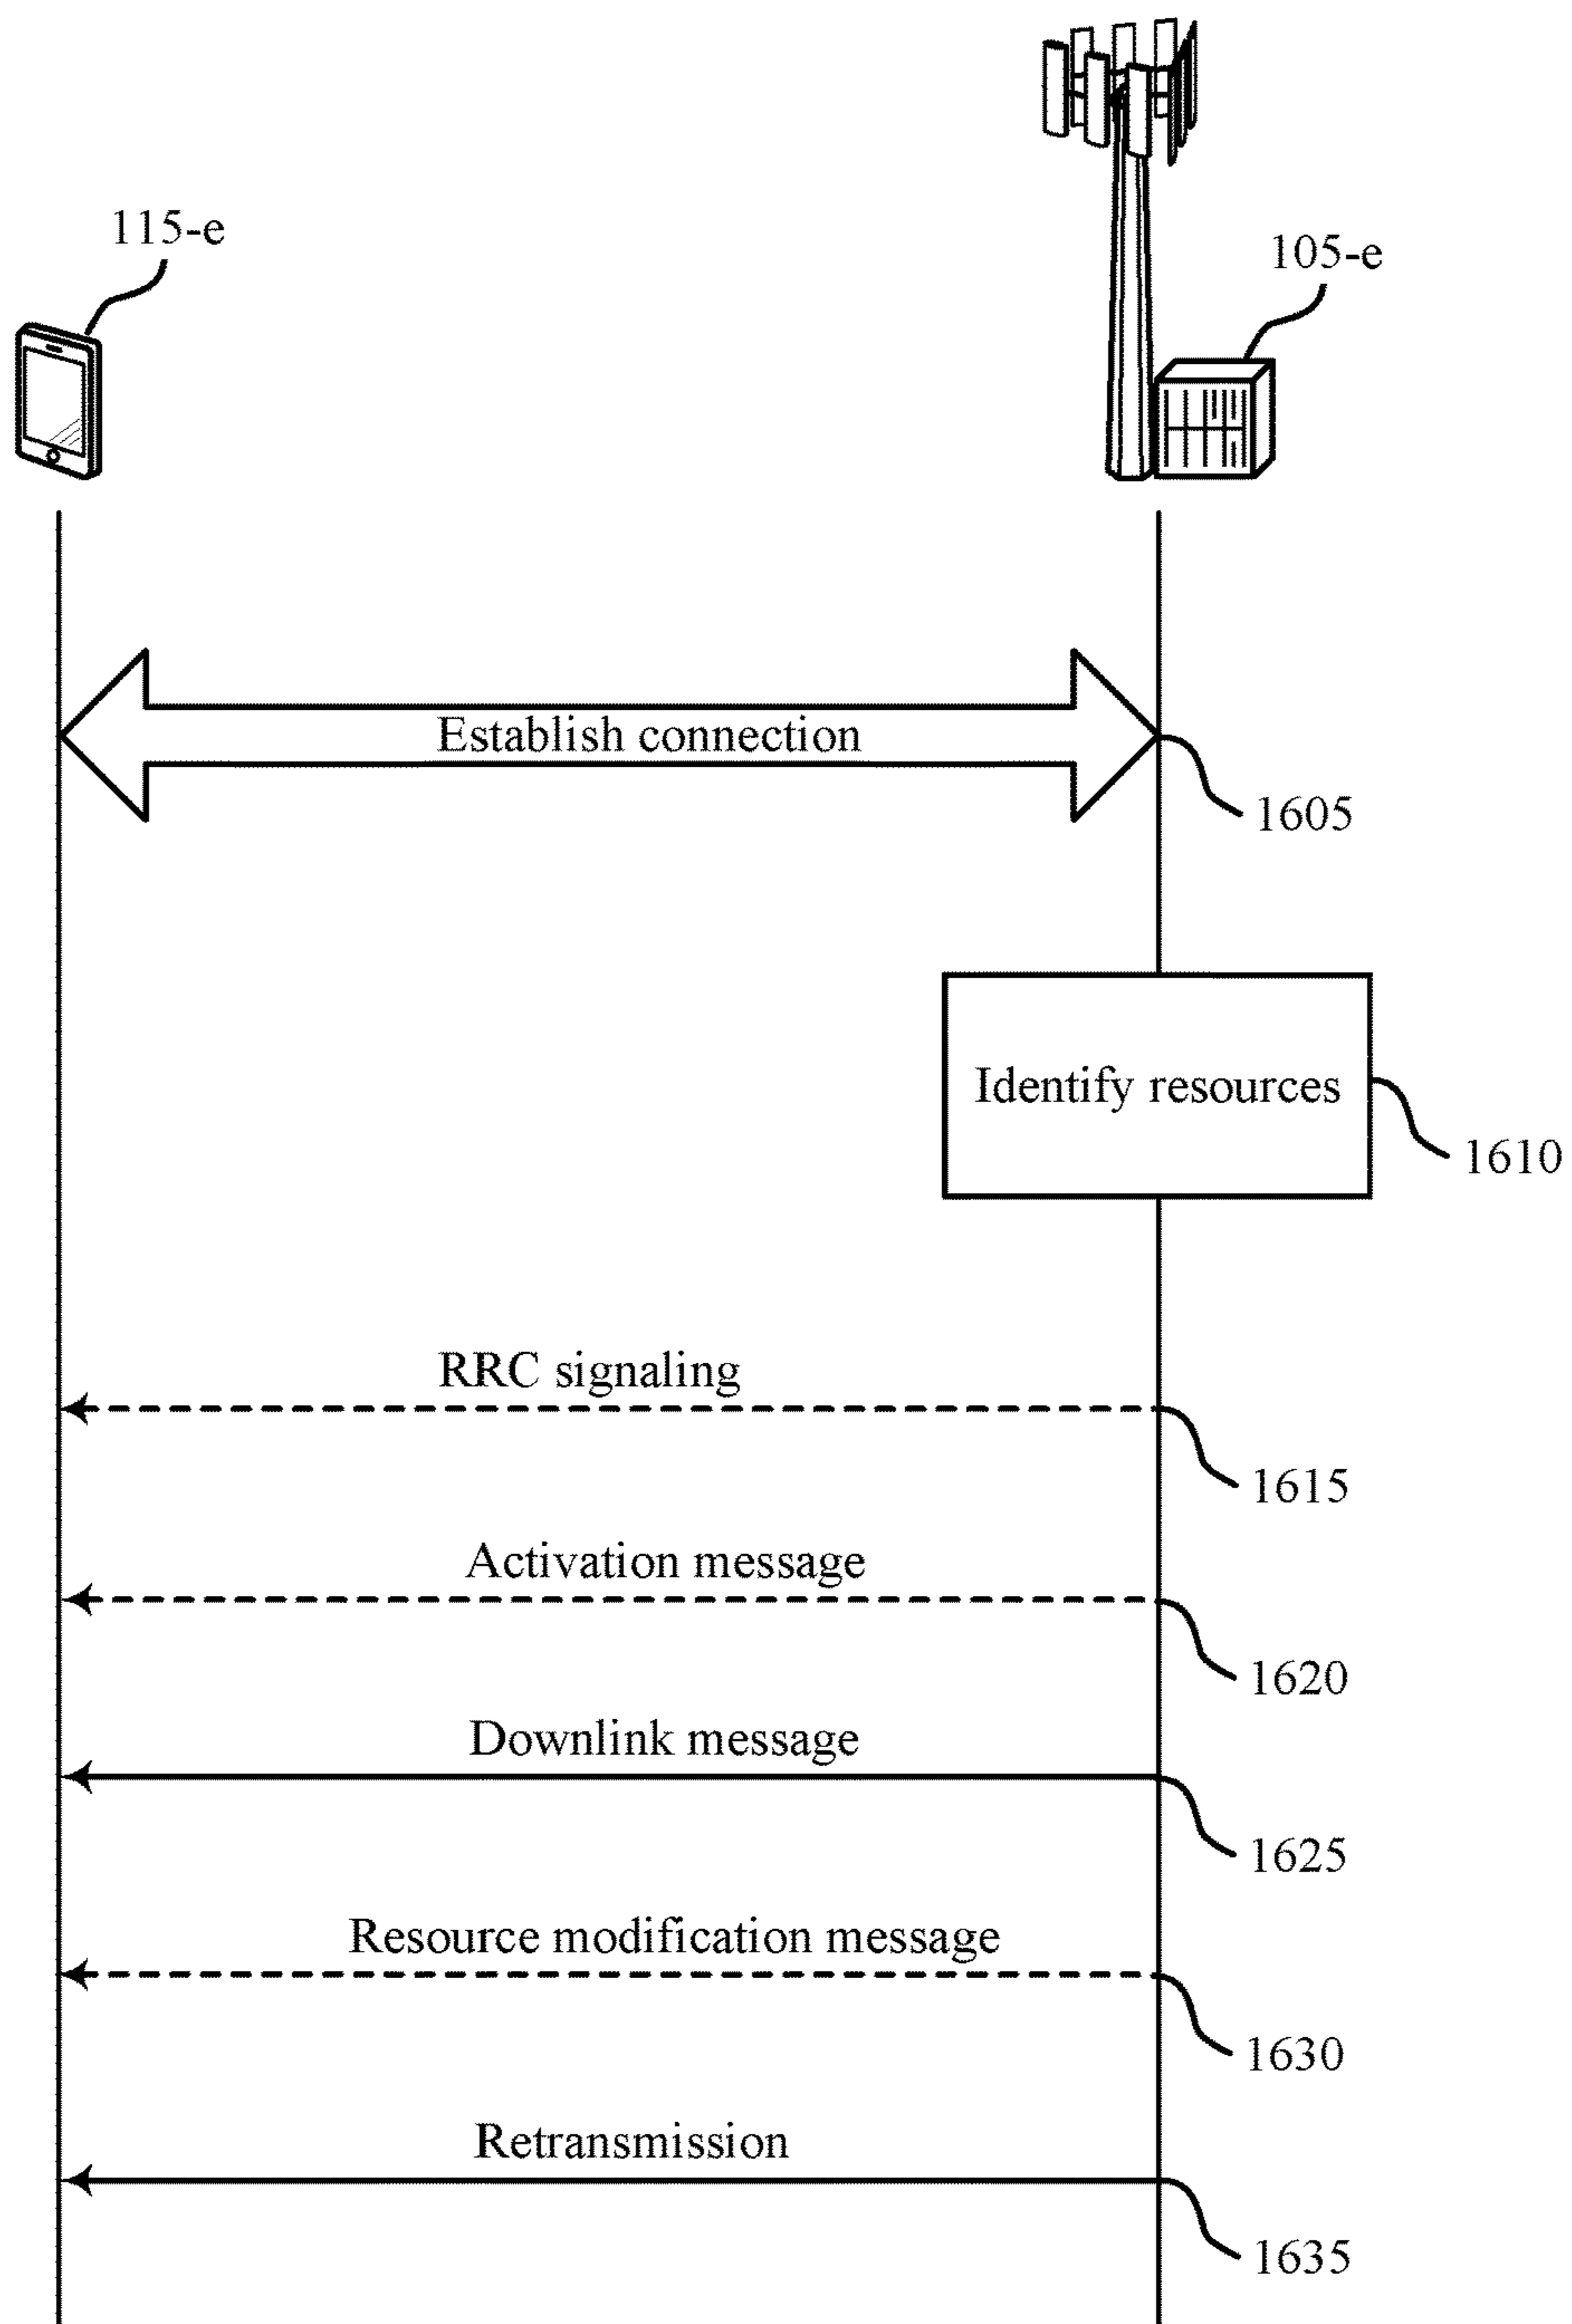 115-e
105-e
Establish connection
1605
Identify resources
1610
RRC signaling
1615
Activation message
1620
Downlink message
1625
Resource modification message
1630
Retransmission
1635